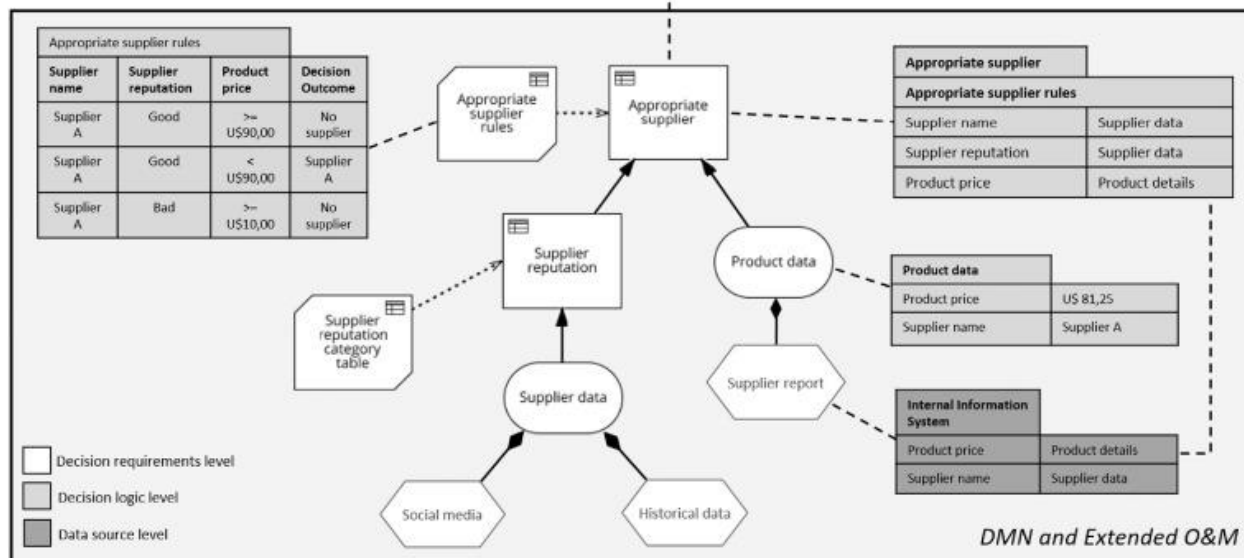 Appropriate supplier rules
Supplier name Supplier reputation Product price Decision Outcome
Supplier A Good >= U$90,00 No supplier
Supplier A Good < U$90,00 Supplier A
Supplier A Bad >= U$10,00 No supplier
Appropriate supplier rules
Appropriate supplier
Appropriate supplier
Appropriate supplier rules
Supplier name Supplier data
Supplier reputation Supplier data
Product price Product details
Supplier reputation
Product data
Product data
Product price U$ 81,25
Supplier name Supplier A
Supplier reputation category table
Supplier data
Supplier report
Internal Information System
Product price Product details
Supplier name Supplier data
Social media
Historical data
Decision requirements level
Decision logic level
Data source level
DMN and Extended O&M